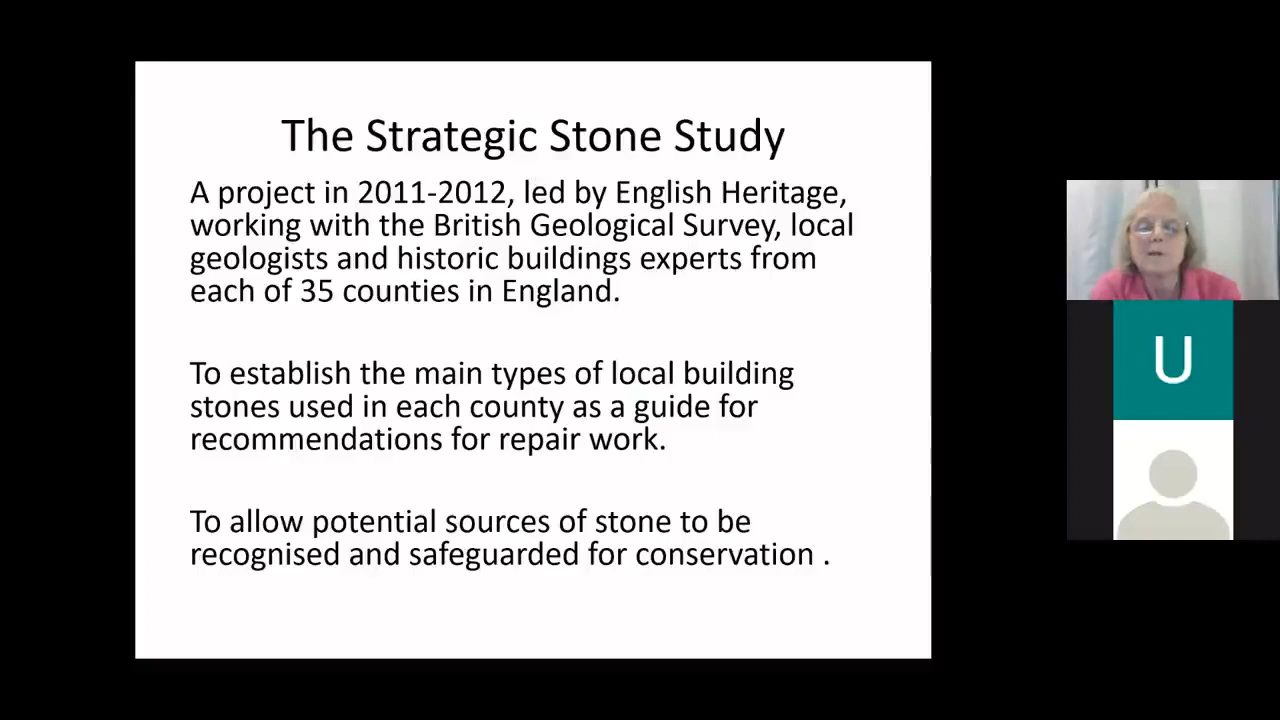 The Strategic Stone Study
A project in 2011-2012, led by English Heritage,
working with the British Geological Survey, local
geologists and historic buildings experts from
each of 35 counties in England.
To establish the main types of local building
stones used in each county as a guide for
recommendations for repair work.
To allow potential sources of stone to be
recognised and safeguarded for conservation .
U